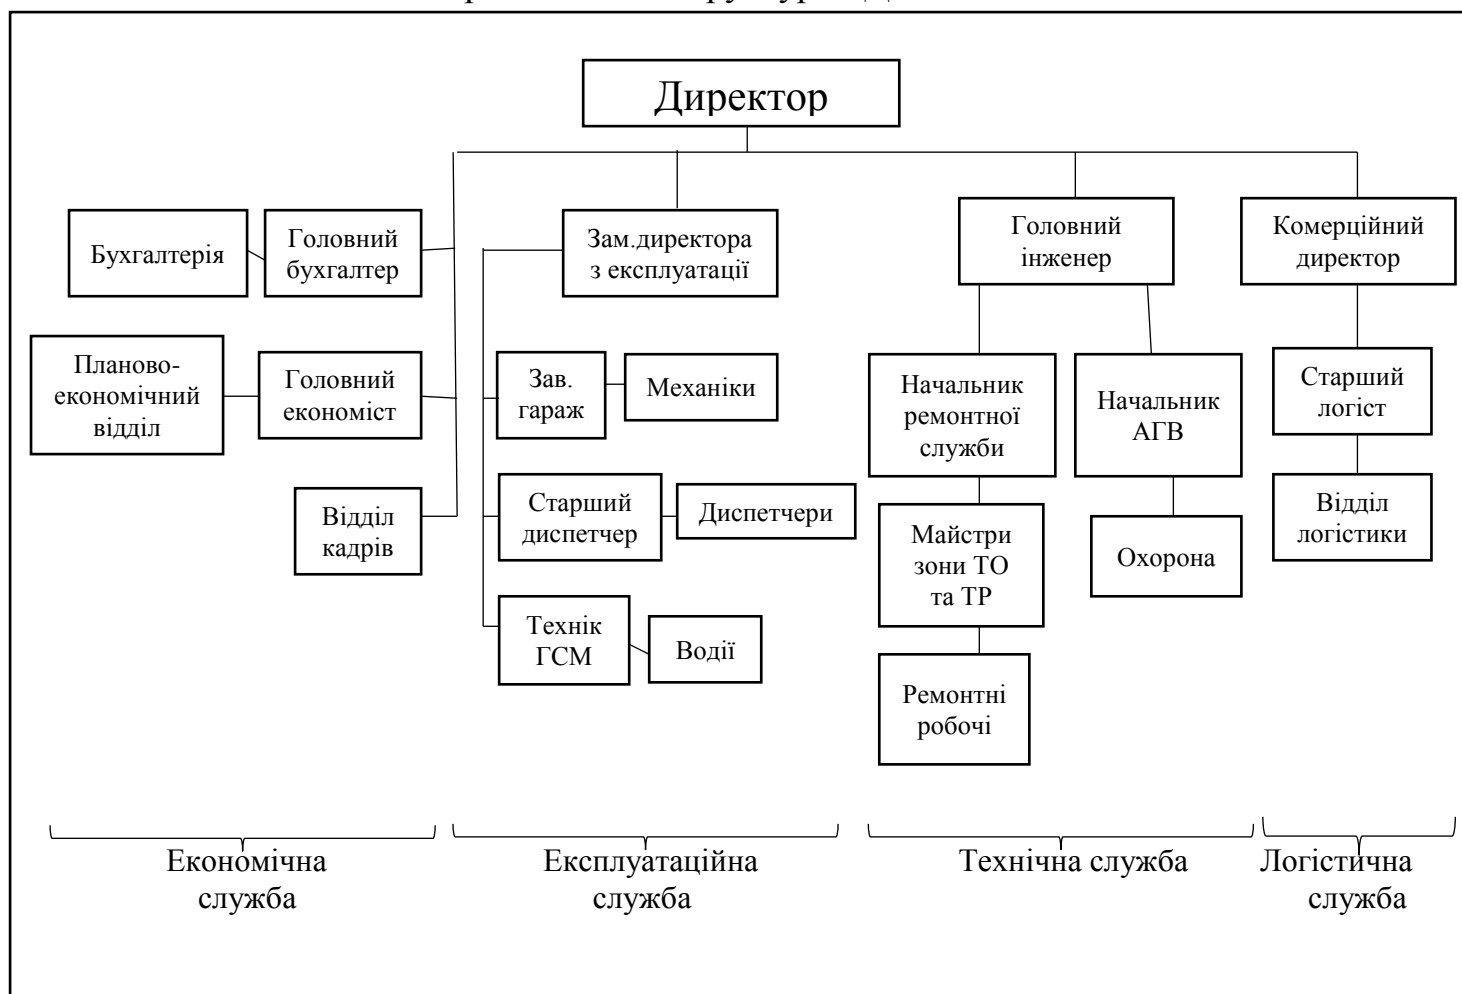 Директор
Бухгалтерія
Головний
бухгалтер
Зам.директора
з експлуатації
Головний
інженер
Комерційний
директор
Планово-
економічний
відділ
Головний
економіст
Зав.
гараж
Механіки
Начальник
ремонтної
служби
Начальник
АГВ
Старший
логіст
Відділ
кадрів
Старший
диспетчер
Диспетчери
Майстри
зони ТО
та ТР
Охорона
Відділ
логістики
Технік
ГСМ
Водії
Ремонтні
робочі
Економічна
служба
Експлуатаційна
служба
Технічна служба
Логістична
служба